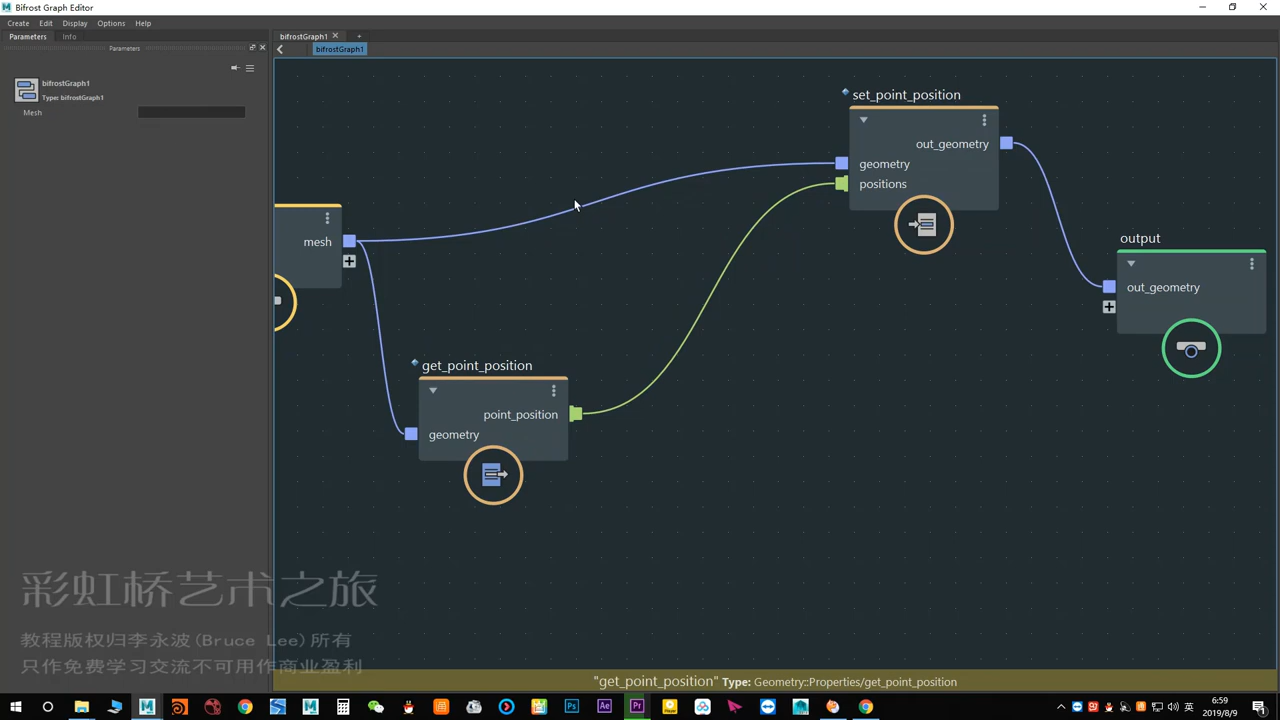 Bifrost Graph Editor
Create Edit Display Options Help
Parameters Info
Parameters
bifrostGraph1
Type: bifrostGraph1
Mesh
bifrostGraph1
bifrostGraph1
set_point_position
out_geometry
geometry
positions
mesh
output
out_geometry
get_point_position
point_position
geometry
彩虹桥艺术之旅
教程版权归李永波(Bruce Lee)所有
只作免费学习交流不可用作商业盈利
"get_point_position" Type: Geometry::Properties/get_point_position
英
6:59
2019/8/9